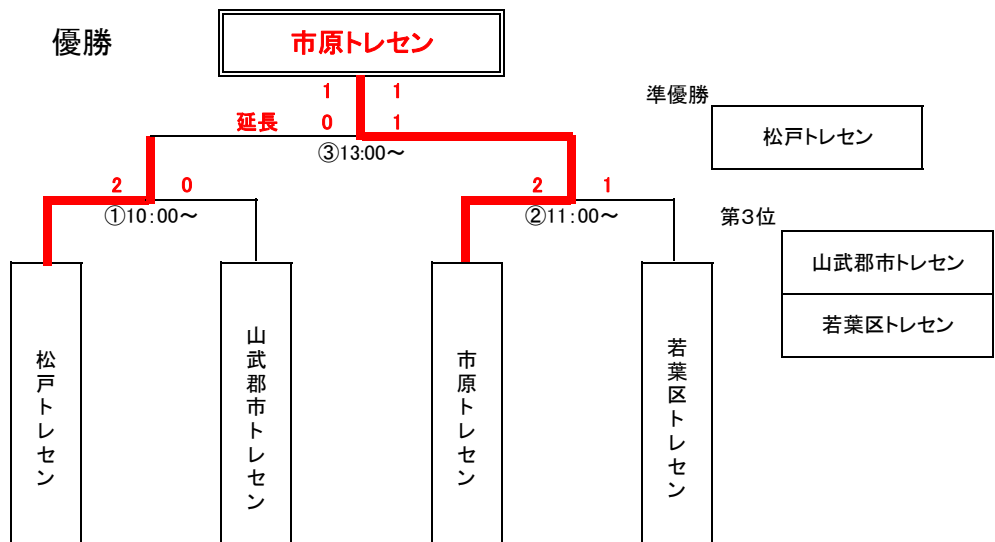 優勝
市原トレセン
1 1
延長 0 1
③13:00～
準優勝
松戸トレセン
2 0
①10:00～
2 1
②11:00～
第3位
山武郡市トレセン
若葉区トレセン
松戸トレセン
山武郡市トレセン
市原トレセン
若葉区トレセン